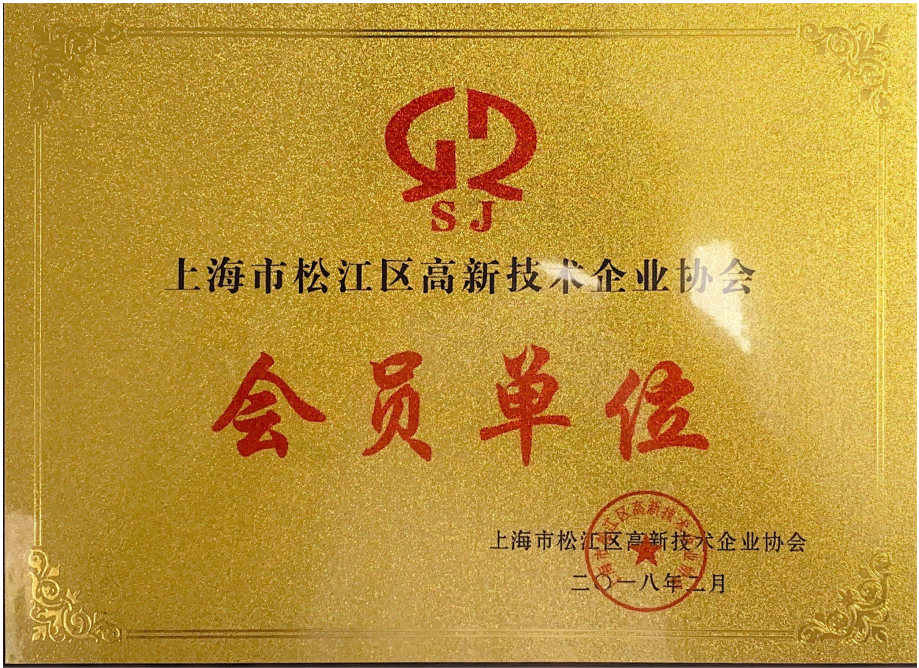 SJ
上海市松江区高新技术企业协会
会员单位
上海市松江区高新技术企业协会
二〇一八年二月